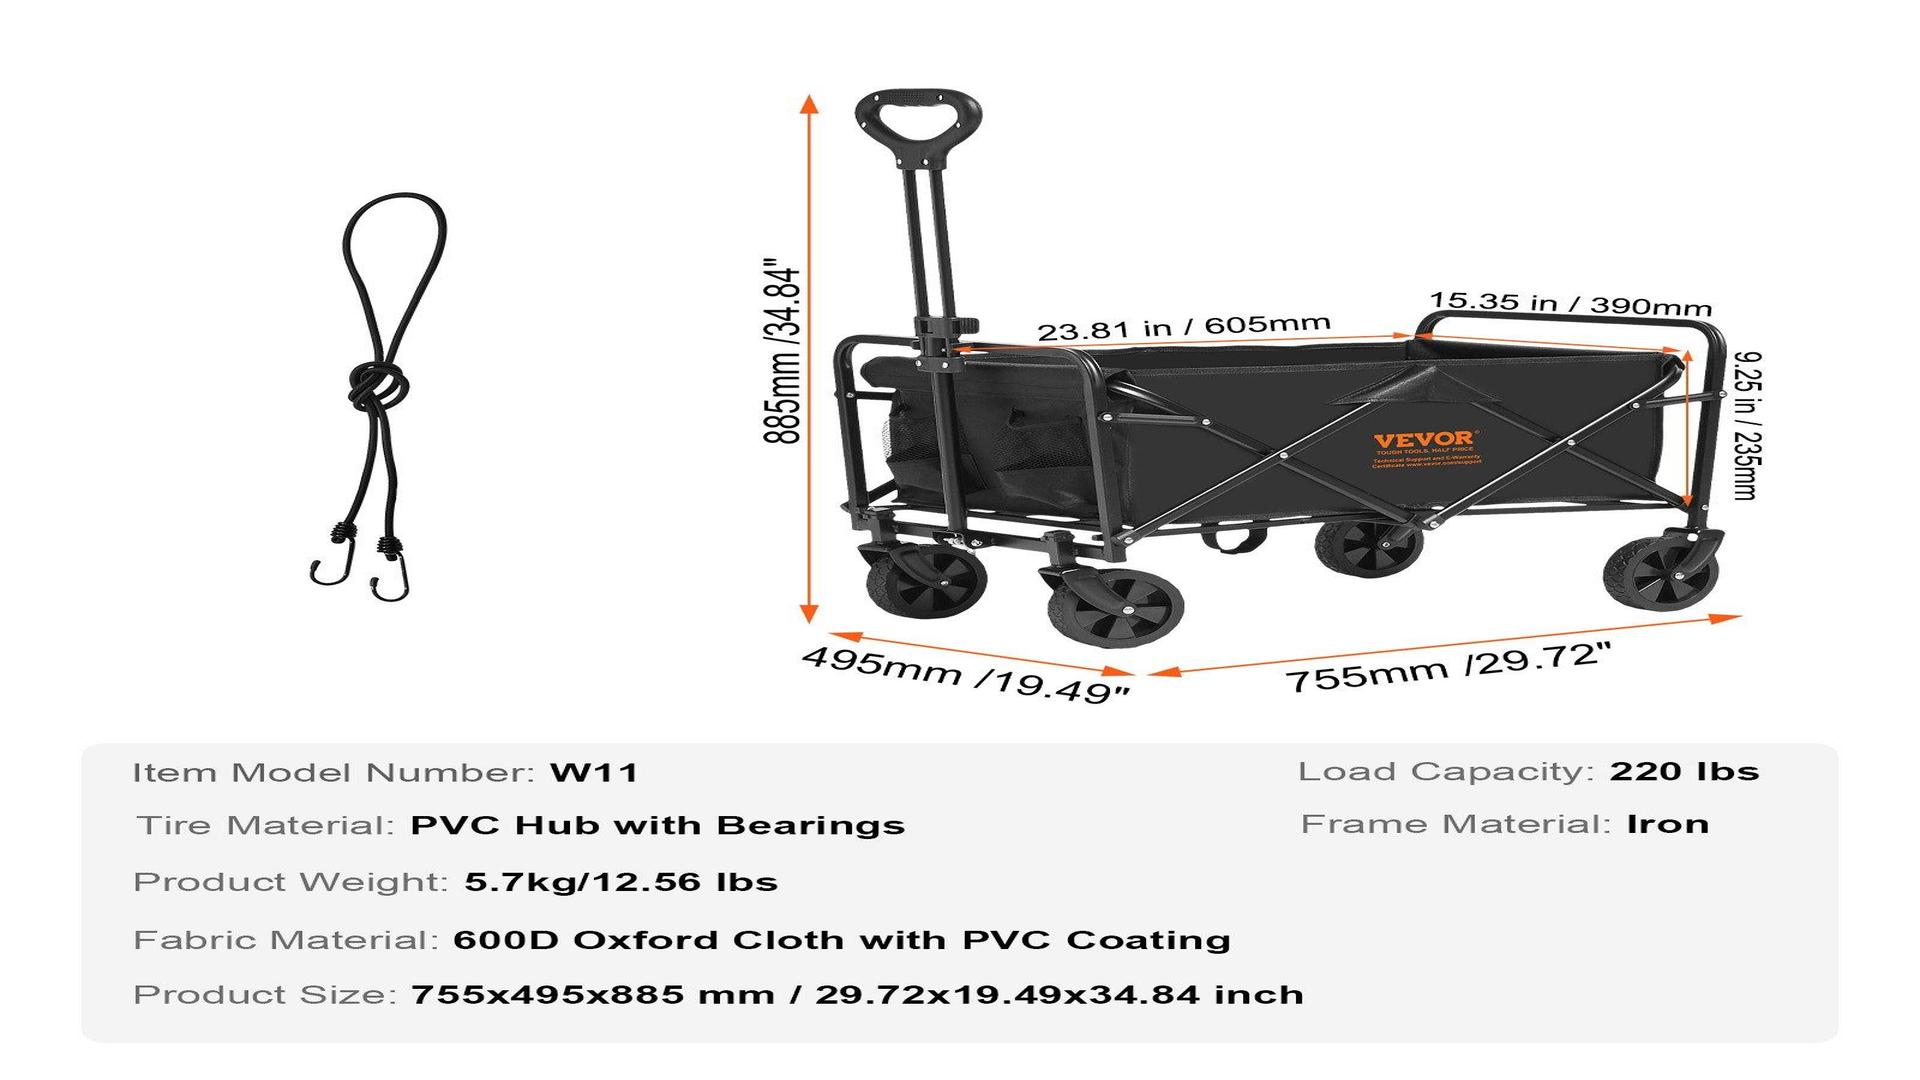 885mm /34.84"
23.81 in / 605mm
15.35 in / 390mm
9.25 in / 235mm
VEVOR®
TOUGH TOOLS, HALF PRICE
Technical Support and E-Warranty
Certificate www.vevor.com/support
495mm /19.49"
755mm /29.72"
Item Model Number: W11
Load Capacity: 220 lbs
Tire Material: PVC Hub with Bearings
Frame Material: Iron
Product Weight: 5.7kg/12.56 lbs
Fabric Material: 600D Oxford Cloth with PVC Coating
Product Size: 755x495x885 mm / 29.72x19.49x34.84 inch